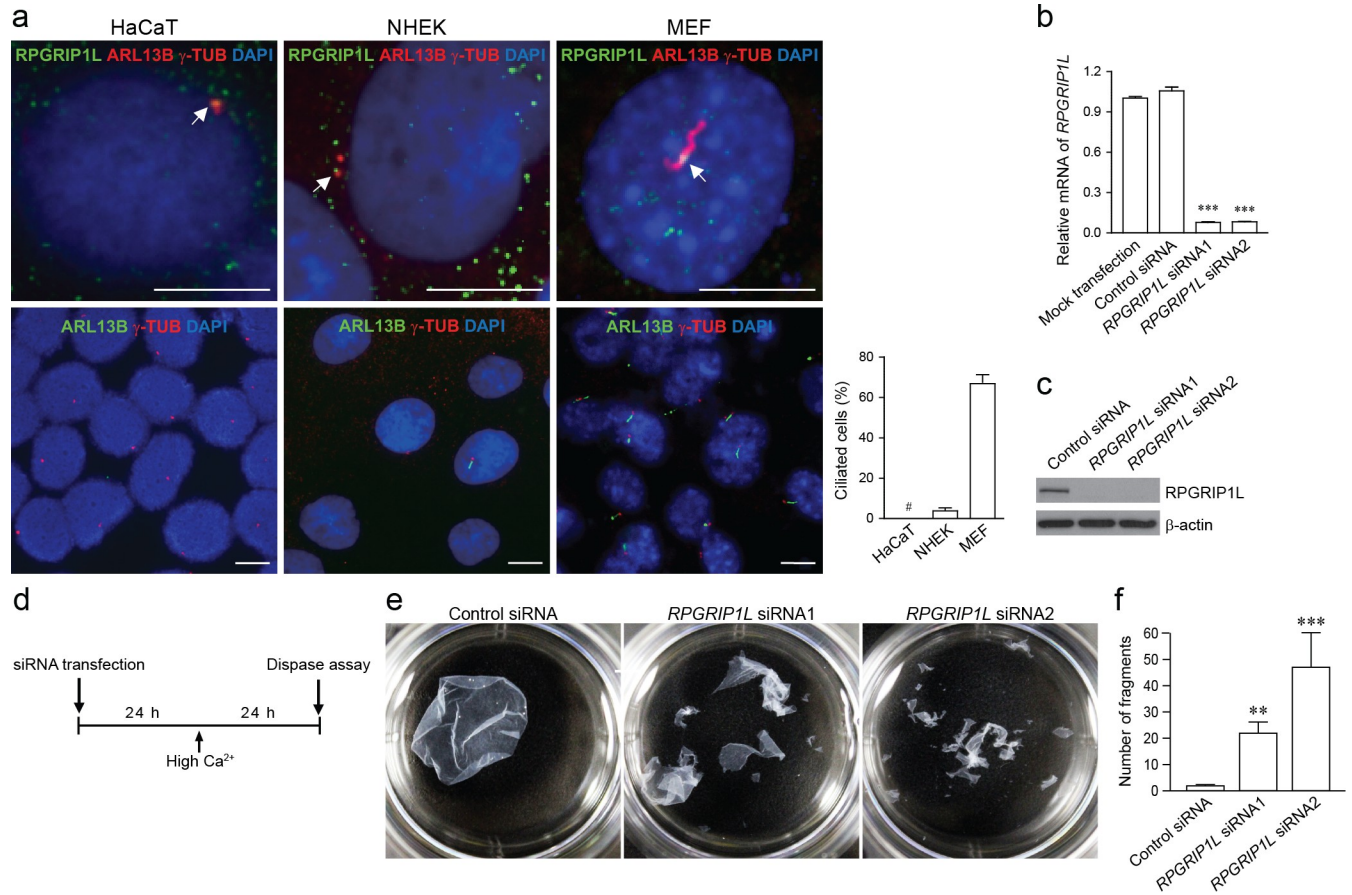 a
HaCaT
NHEK
MEF
RPGRIP1L ARL13B γ-TUB DAPI
RPGRIP1L ARL13B γ-TUB DAPI
RPGRIP1L ARL13B γ-TUB DAPI
ARL13B γ-TUB DAPI
ARL13B γ-TUB DAPI
ARL13B γ-TUB DAPI
Ciliated cells (%)
80
60
40
20
0
#
HaCaT
NHEK
MEF
b
Relative mRNA of RPGRIP1L
1.2
0.9
0.6
0.3
0.0
***
***
Mock transfection
Control siRNA
RPGRIP1L siRNA1
RPGRIP1L siRNA2
c
Control siRNA
RPGRIP1L siRNA1
RPGRIP1L siRNA2
RPGRIP1L
β-actin
d
siRNA transfection
Dispase assay
24 h
24 h
High Ca²⁺
e
Control siRNA
RPGRIP1L siRNA1
RPGRIP1L siRNA2
f
Number of fragments
60
50
40
30
20
10
0
**
***
Control siRNA
RPGRIP1L siRNA1
RPGRIP1L siRNA2